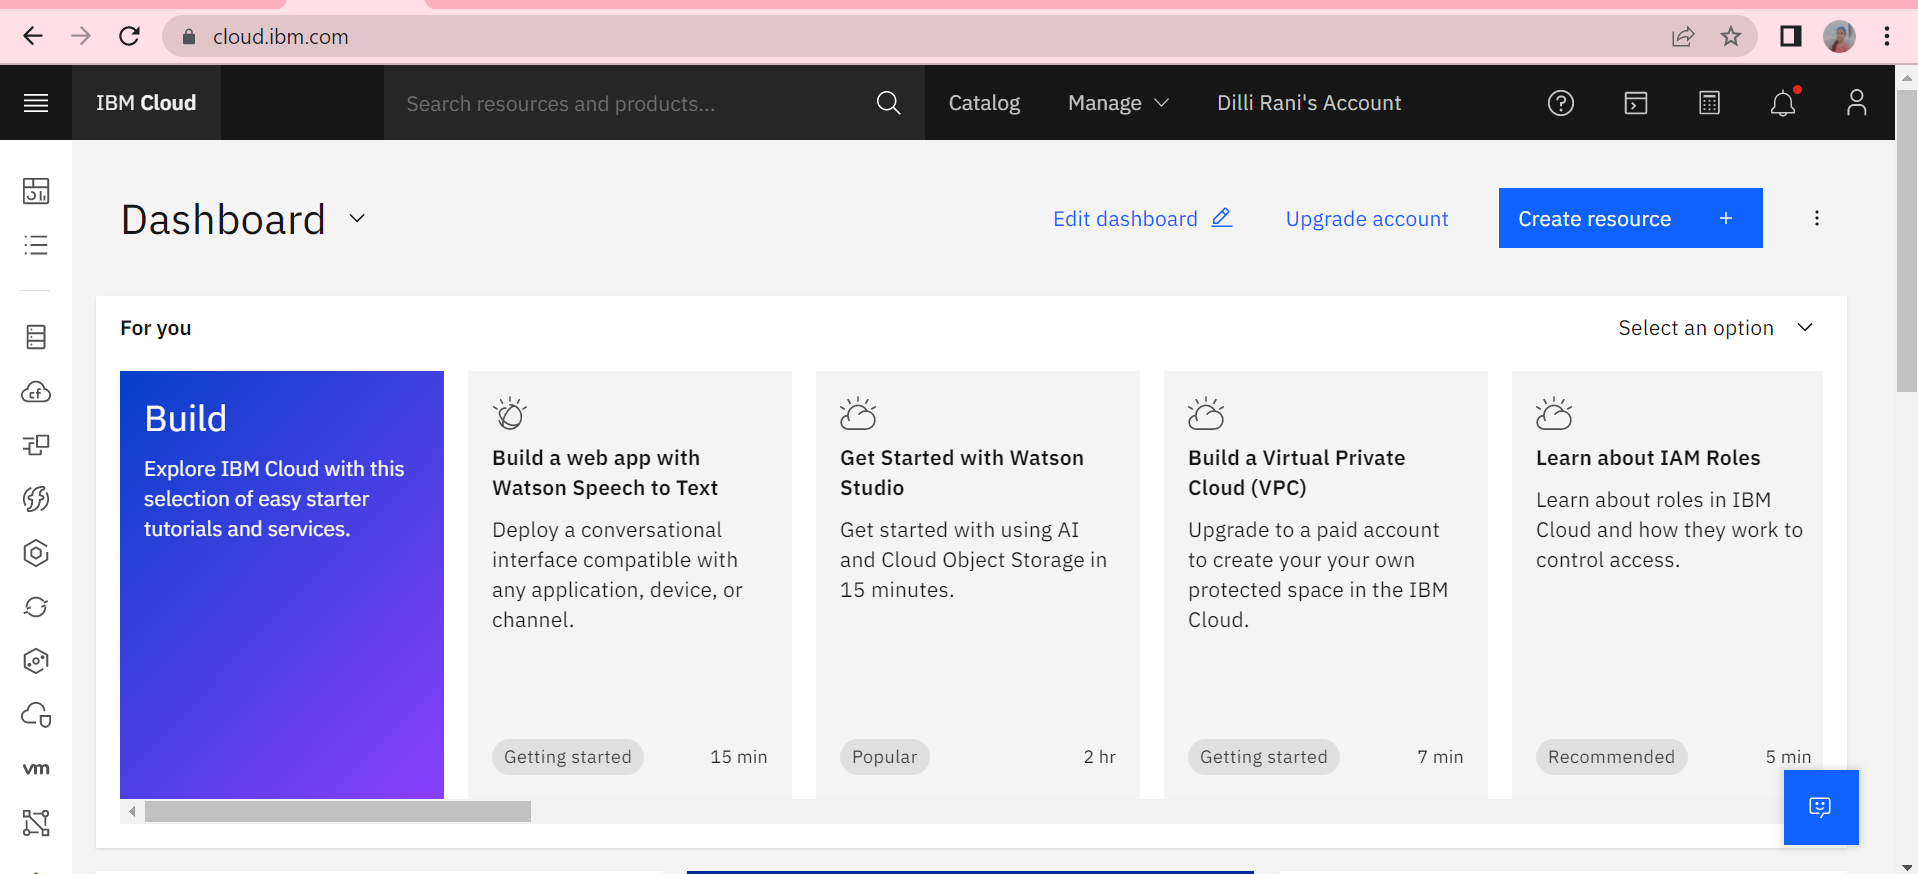 cloud.ibm.com
IBM Cloud
Search resources and products...
Catalog
Manage
Dilli Rani's Account
Dashboard
Edit dashboard
Upgrade account
Create resource +
For you
Select an option
Build
Explore IBM Cloud with this
selection of easy starter
tutorials and services.
Build a web app with
Watson Speech to Text
Deploy a conversational
interface compatible with
any application, device, or
channel.
Getting started
15 min
Get Started with Watson
Studio
Get started with using AI
and Cloud Object Storage in
15 minutes.
Popular
2 hr
Build a Virtual Private
Cloud (VPC)
Upgrade to a paid account
to create your your own
protected space in the IBM
Cloud.
Getting started
7 min
Learn about IAM Roles
Learn about roles in IBM
Cloud and how they work to
control access.
Recommended
5 min
cf
vm